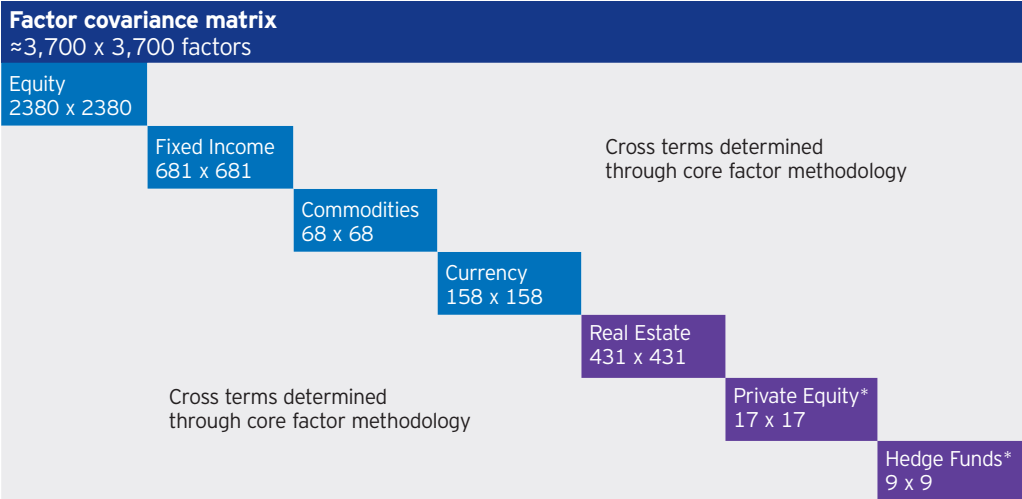 Factor covariance matrix
≈3,700 x 3,700 factors
Equity
2380 x 2380
Fixed Income
681 x 681
Cross terms determined
through core factor methodology
Commodities
68 x 68
Currency
158 x 158
Real Estate
431 x 431
Cross terms determined
through core factor methodology
Private Equity*
17 x 17
Hedge Funds*
9 x 9